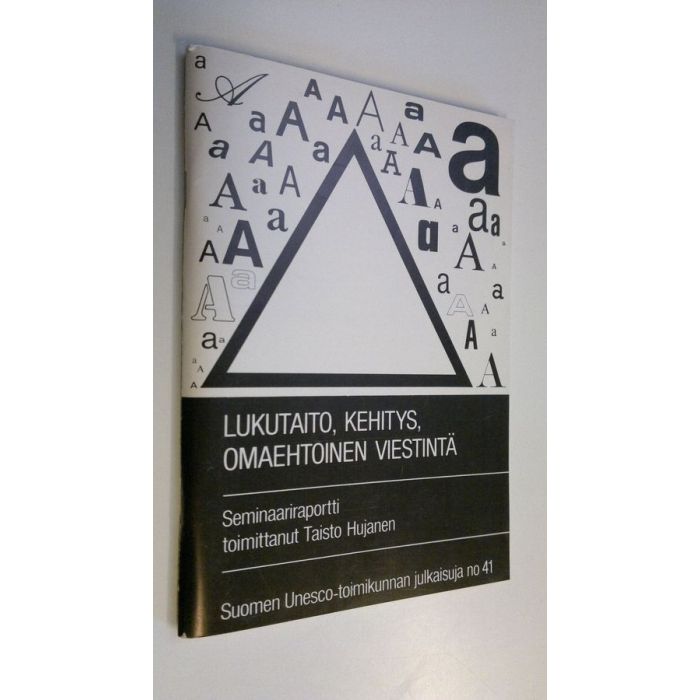 LUKUTAITO, KEHITYS,
OMAEHTOINEN VIESTINTÄ
Seminaariraportti
toimittanut Taisto Hujanen
Suomen Unesco-toimikunnan julkaisuja no 41